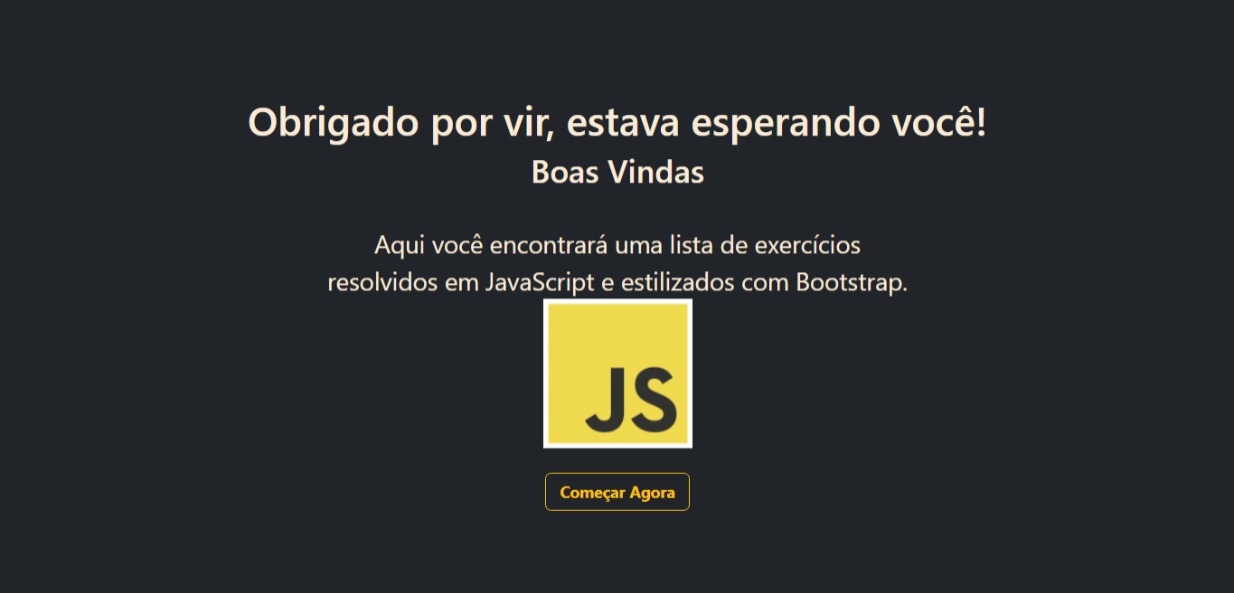 Obrigado por vir, estava esperando você!
Boas Vindas
Aqui você encontrará uma lista de exercícios
resolvidos em JavaScript e estilizados com Bootstrap.
JS
Começar Agora